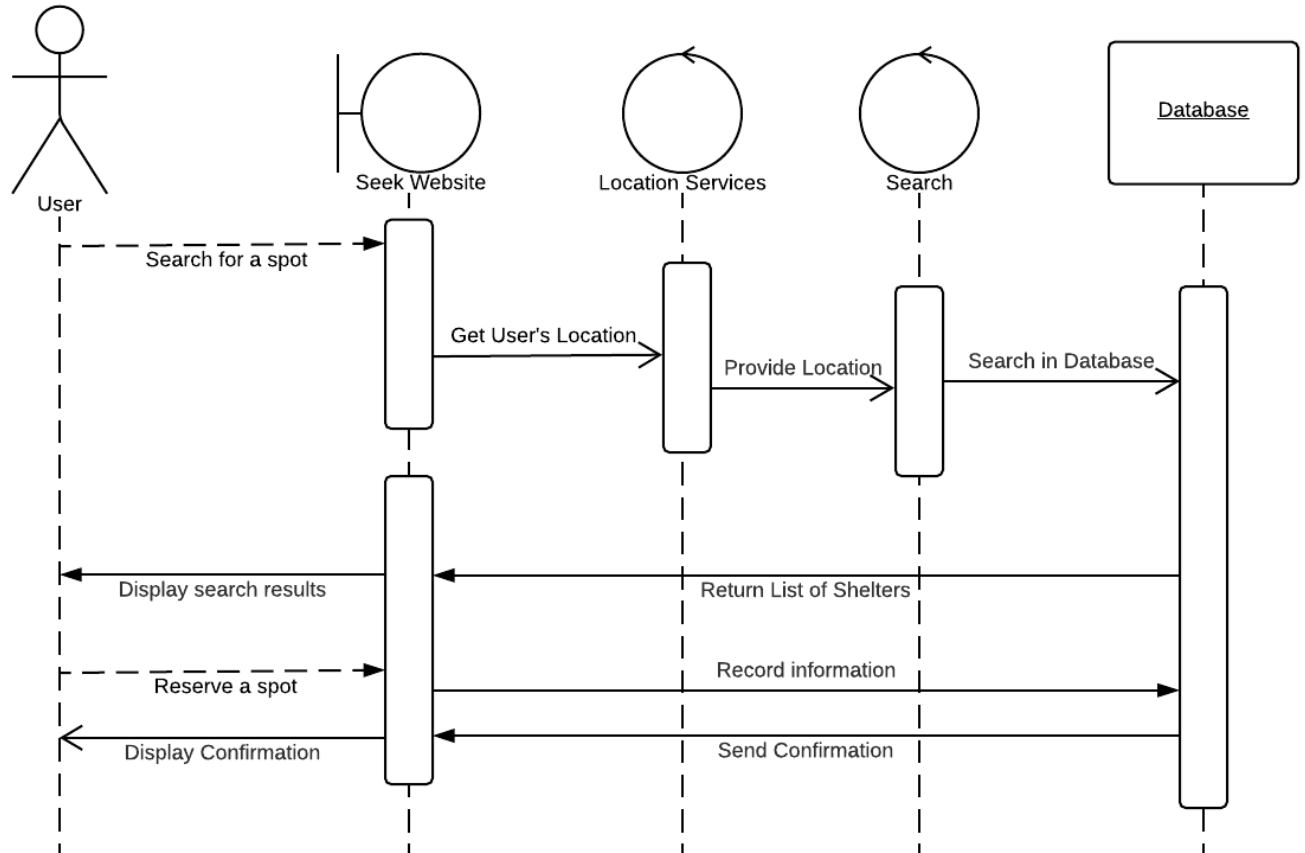 Database
Seek Website
Location Services
Search
User
Search for a spot
Get User's Location
Provide Location
Search in Database
Display search results
Return List of Shelters
Reserve a spot
Record information
Display Confirmation
Send Confirmation